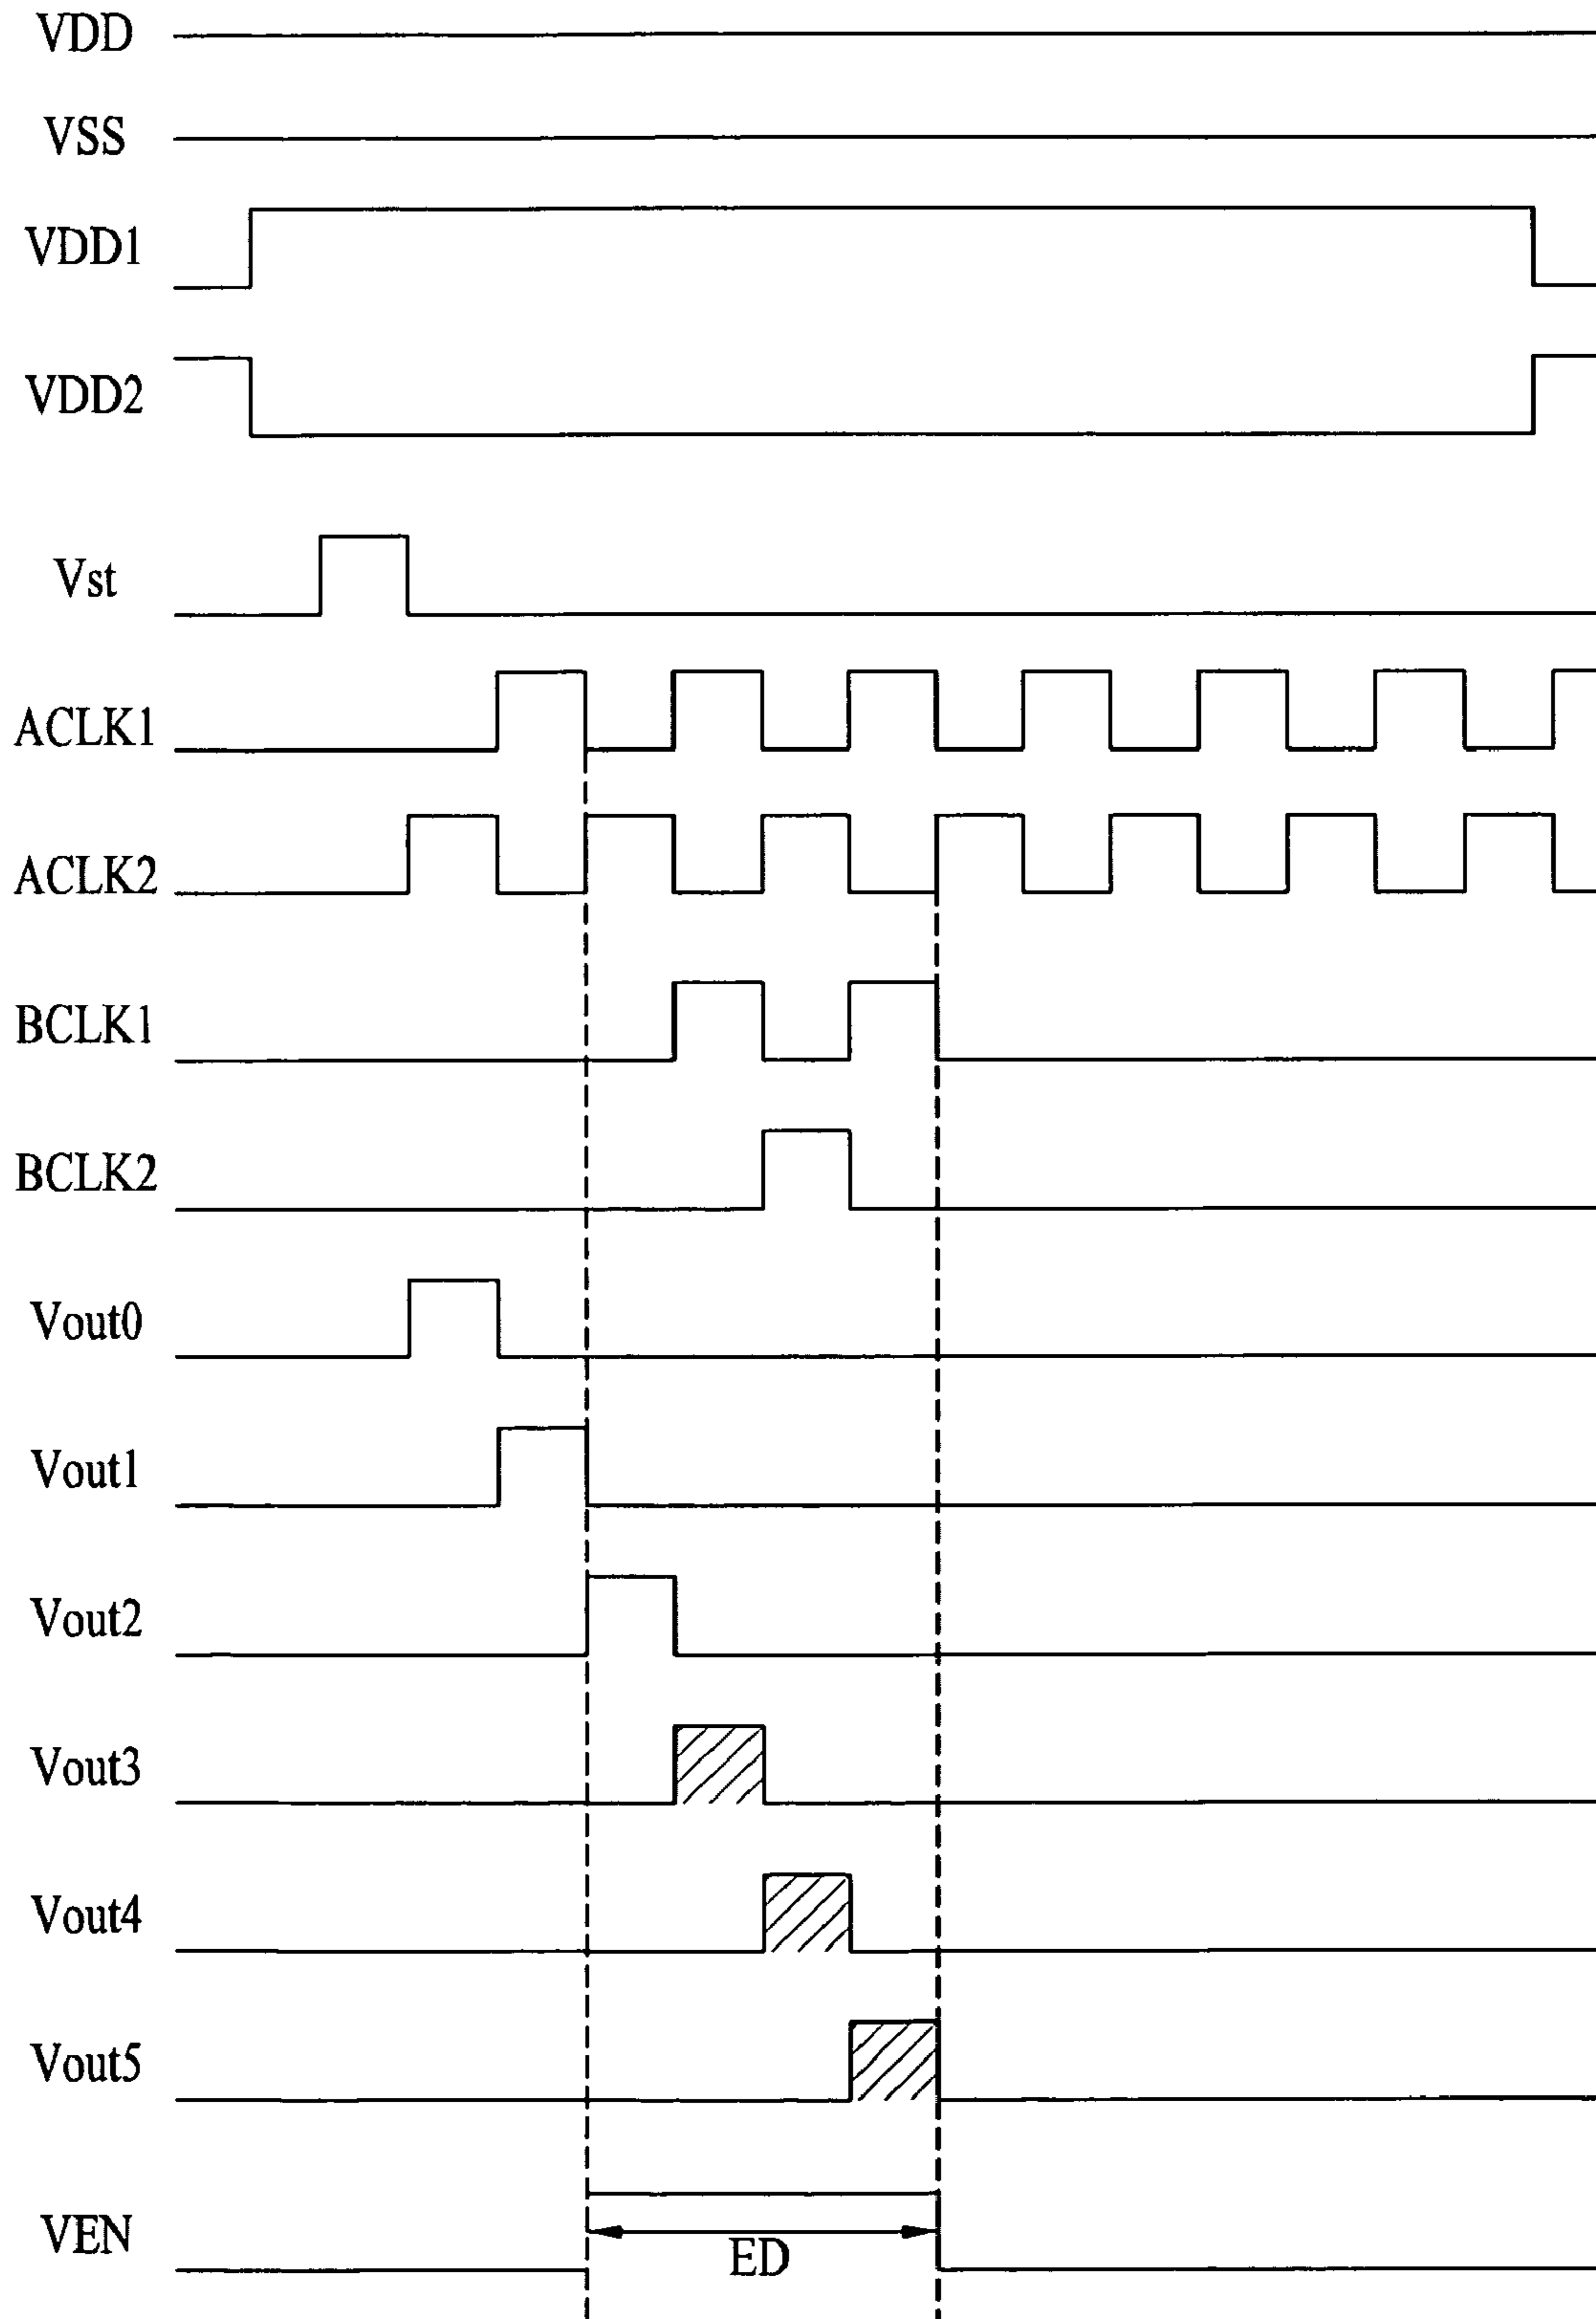 VDD
VSS
VDD1
VDD2
Vst
ACLK1
ACLK2
BCLK1
BCLK2
Vout0
Vout1
Vout2
Vout3
Vout4
Vout5
VEN
ED